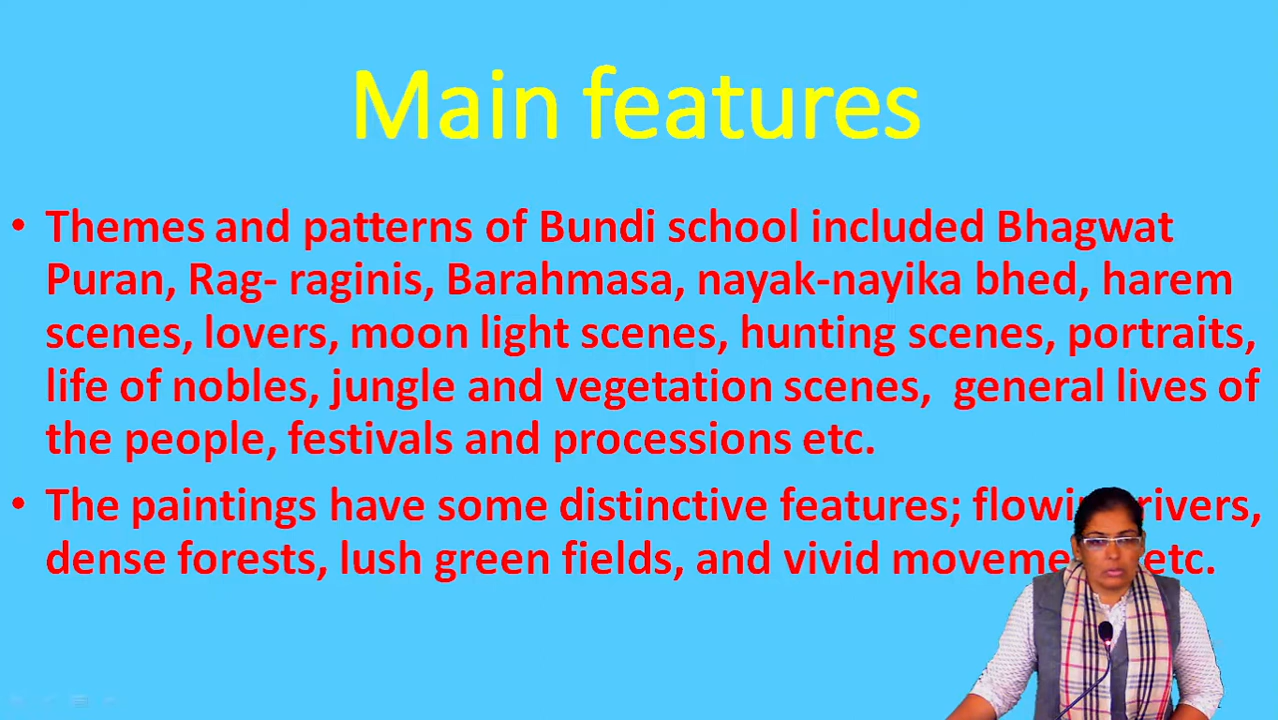 Main features
• Themes and patterns of Bundi school included Bhagwat
Puran, Rag- raginis, Barahmasa, nayak-nayika bhed, harem
scenes, lovers, moon light scenes, hunting scenes, portraits,
life of nobles, jungle and vegetation scenes, general lives of
the people, festivals and processions etc.
• The paintings have some distinctive features; rivers,
dense forests, lush green fields, and vivid etc.